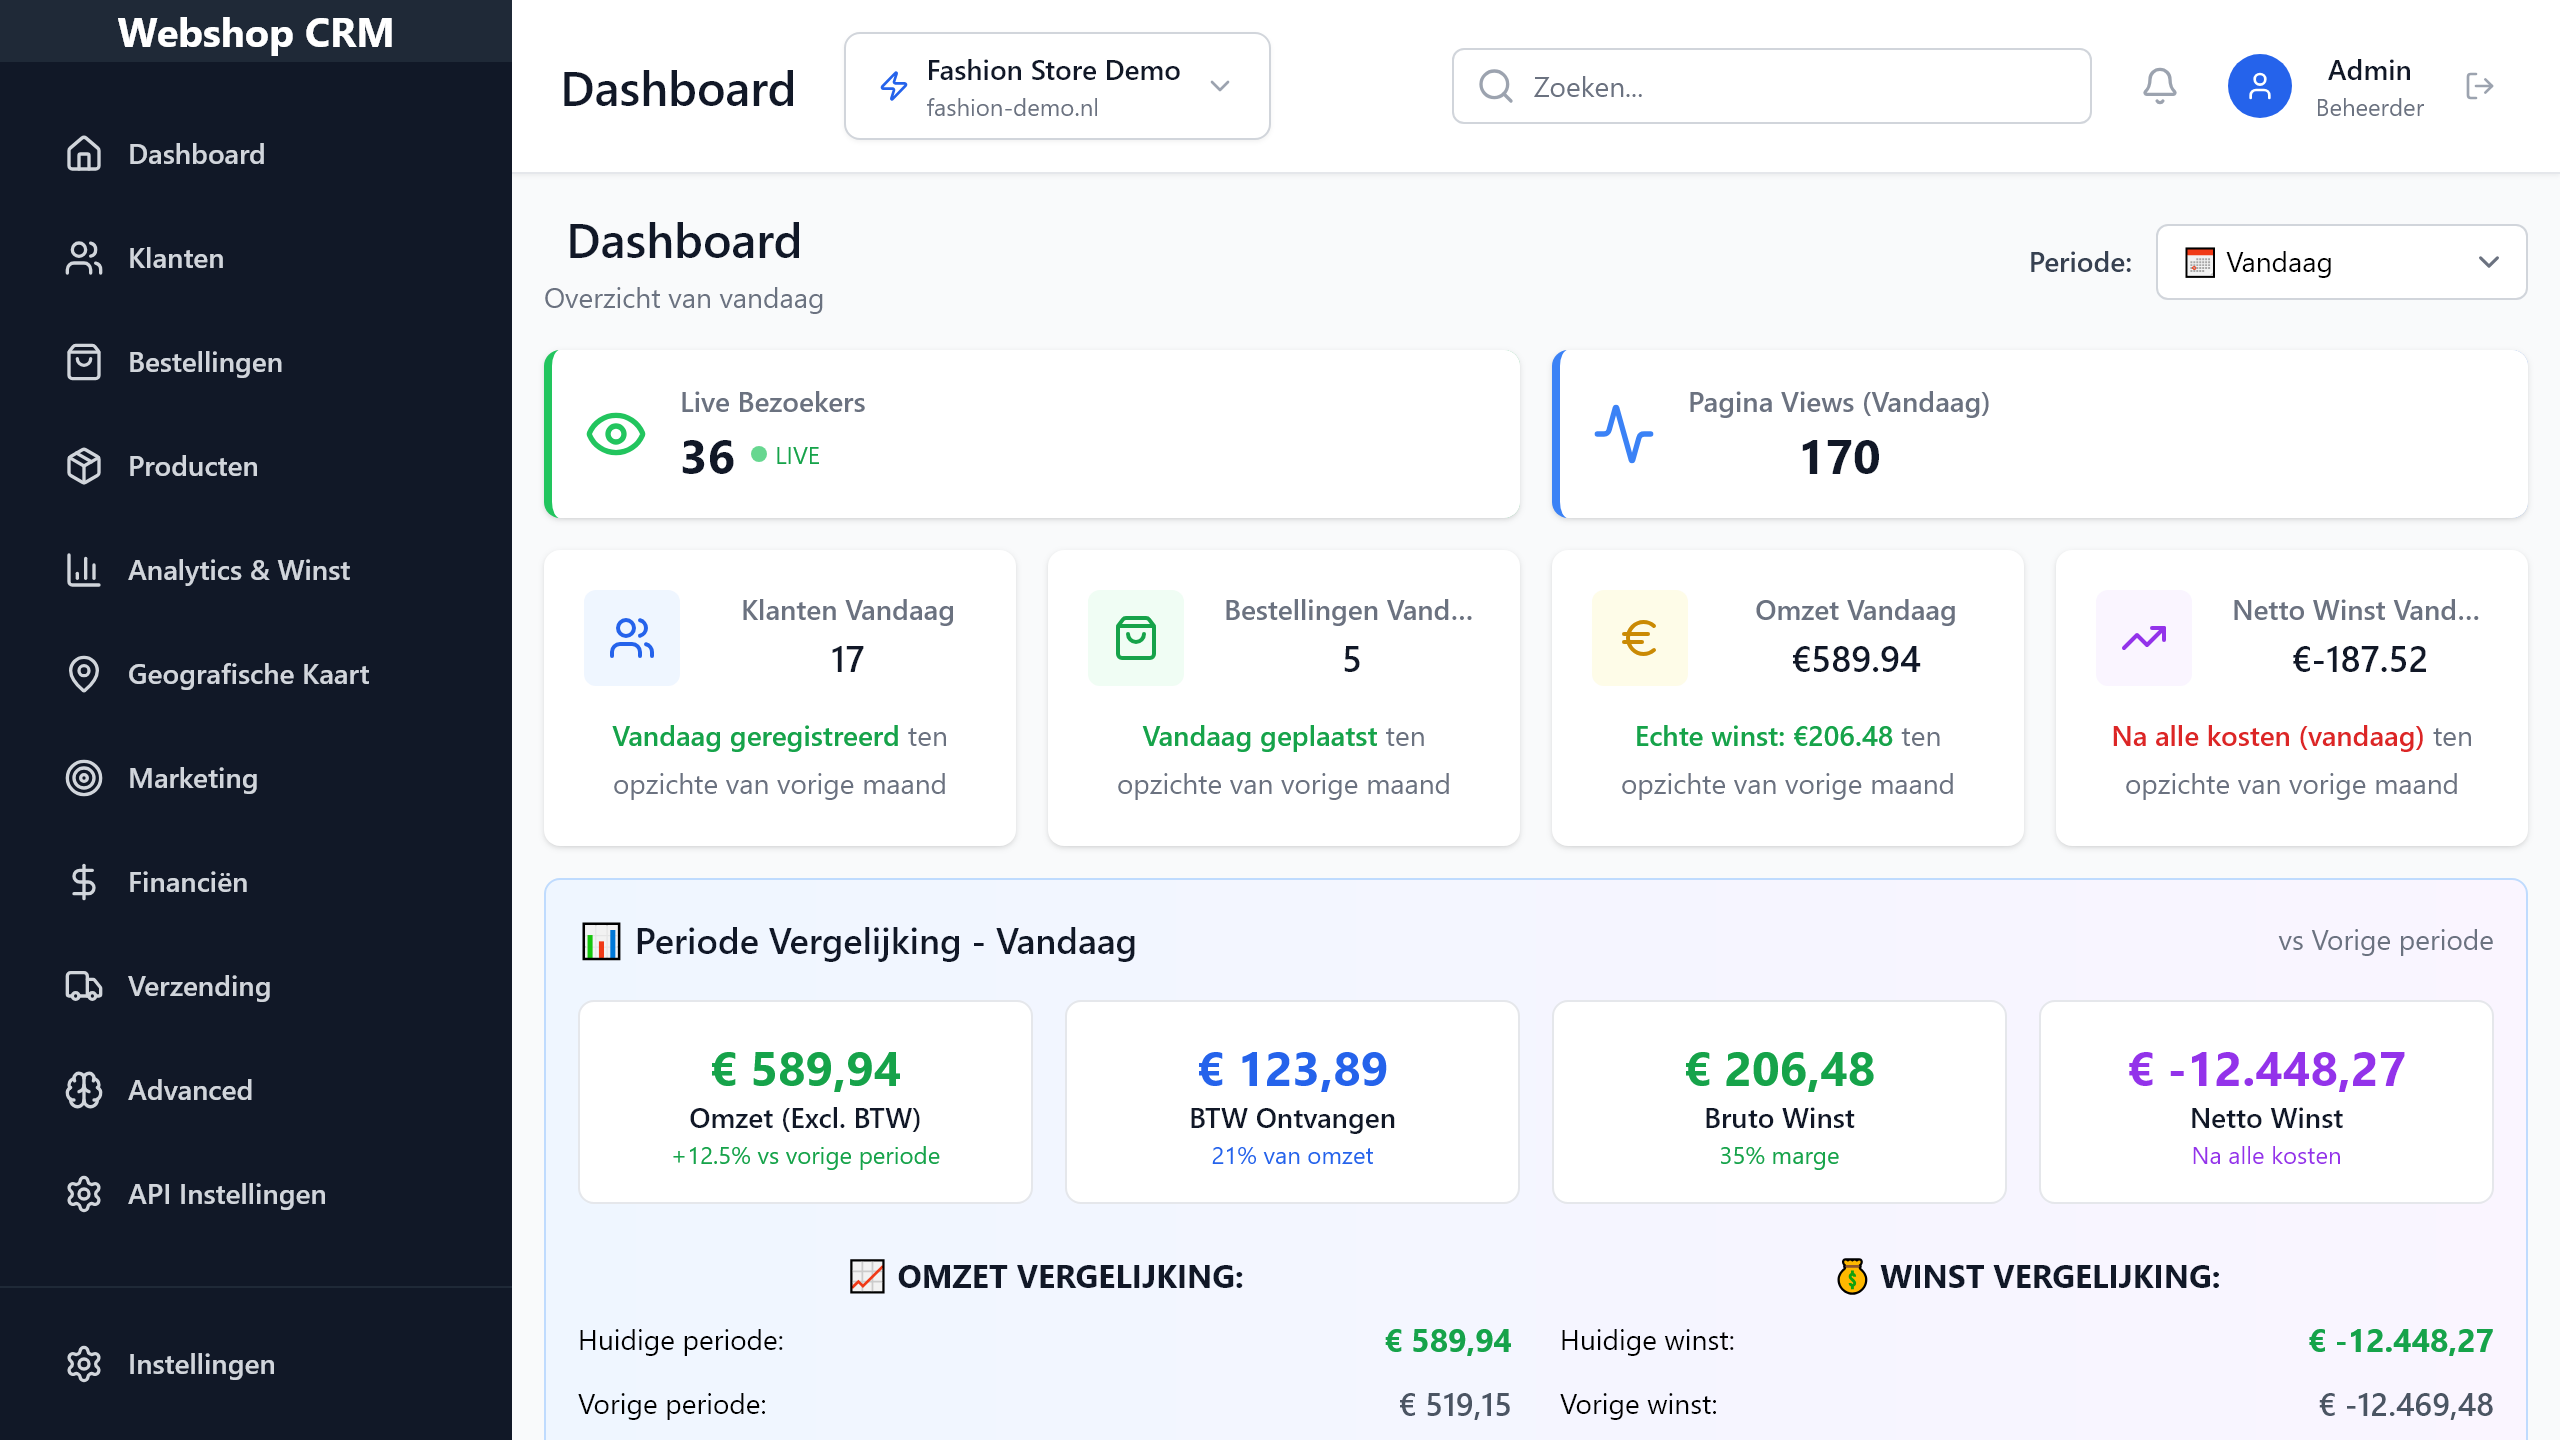 Webshop CRM
Dashboard
Klanten
Bestellingen
Producten
Analytics & Winst
Geografische Kaart
Marketing
Financiën
Verzending
Advanced
API Instellingen
Instellingen
Dashboard
Fashion Store Demo
fashion-demo.nl
Zoeken...
Admin
Beheerder
Dashboard
Overzicht van vandaag
Periode:
Vandaag
Live Bezoekers
36 LIVE
Pagina Views (Vandaag)
170
Klanten Vandaag
17
Vandaag geregistreerd ten
opzichte van vorige maand
Bestellingen Vand...
5
Vandaag geplaatst ten
opzichte van vorige maand
Omzet Vandaag
€589.94
Echte winst: €206.48 ten
opzichte van vorige maand
Netto Winst Vand...
€-187.52
Na alle kosten (vandaag) ten
opzichte van vorige maand
Periode Vergelijking - Vandaag
vs Vorige periode
€ 589,94
Omzet (Excl. BTW)
+12.5% vs vorige periode
€ 123,89
BTW Ontvangen
21% van omzet
€ 206,48
Bruto Winst
35% marge
€ -12.448,27
Netto Winst
Na alle kosten
OMZET VERGELIJKING:
Huidige periode: € 589,94
Vorige periode: € 519,15
WINST VERGELIJKING:
Huidige winst: € -12.448,27
Vorige winst: € -12.469,48